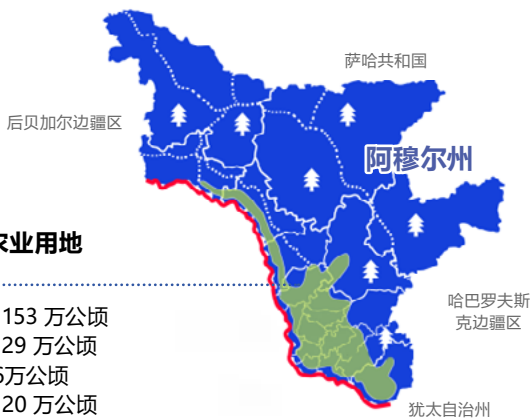 萨哈共和国
后贝加尔边疆区
阿穆尔州
农业用地
153 万公顷
29 万公顷
哈巴罗夫斯
克边疆区
万公顷
20 万公顷
犹太自治州